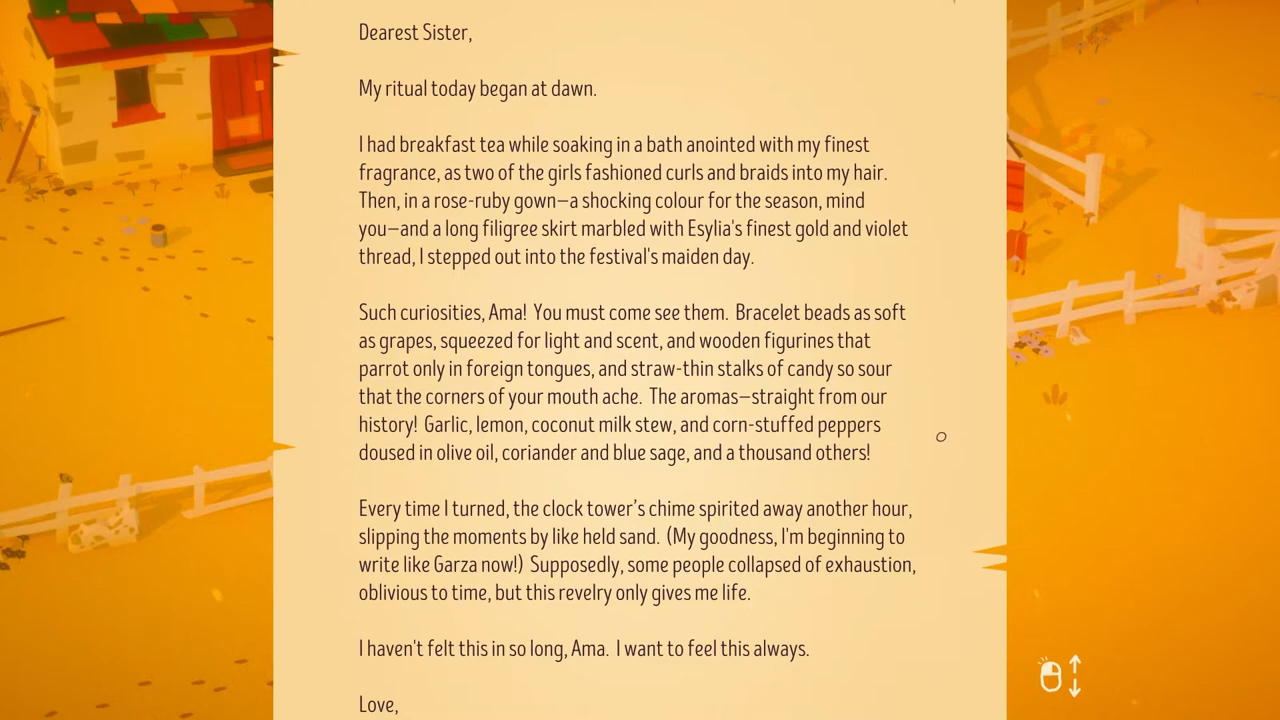 Dearest Sister,
My ritual today began at dawn.
I had breakfast tea while soaking in a bath anointed with my finest
fragrance, as two of the girls fashioned curls and braids into my hair.
Then, in a rose-ruby gown—a shocking colour for the season, mind
you—and a long filigree skirt marbled with Esylia's finest gold and violet
thread, I stepped out into the festival's maiden day.
Such curiosities, Ama!  You must come see them.  Bracelet beads as soft
as grapes, squeezed for light and scent, and wooden figurines that
parrot only in foreign tongues, and straw-thin stalks of candy so sour
that the corners of your mouth ache.  The aromas—straight from our
history!  Garlic, lemon, coconut milk stew, and corn-stuffed peppers
doused in olive oil, coriander and blue sage, and a thousand others!
Every time I turned, the clock tower’s chime spirited away another hour,
slipping the moments by like held sand.  (My goodness, I'm beginning to
write like Garza now!)  Supposedly, some people collapsed of exhaustion,
oblivious to time, but this revelry only gives me life.
I haven't felt this in so long, Ama.  I want to feel this always.
Love,